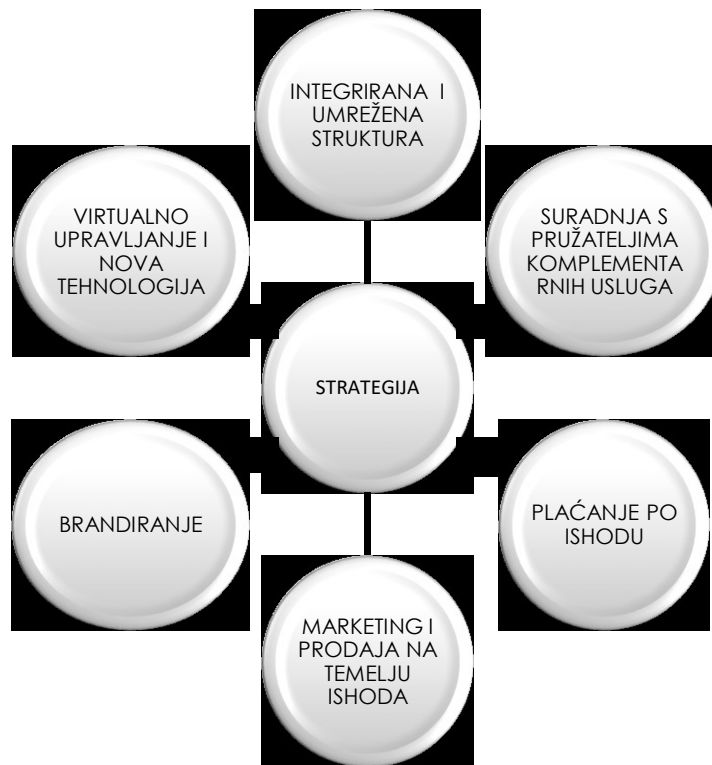 INTEGRIRANA I
UMREŽENA
STRUKTURA
VIRTUALNO
UPRAVLJANJE I
NOVA
TEHNOLOGIJA
SURADNJA S
PRUŽATELJIMA
KOMPLEMENTA
RNIH USLUGA
STRATEGIJA
BRANDIRANJE
PLAĆANJE PO
ISHODU
MARKETING I
PRODAJA NA
TEMELJU
ISHODA